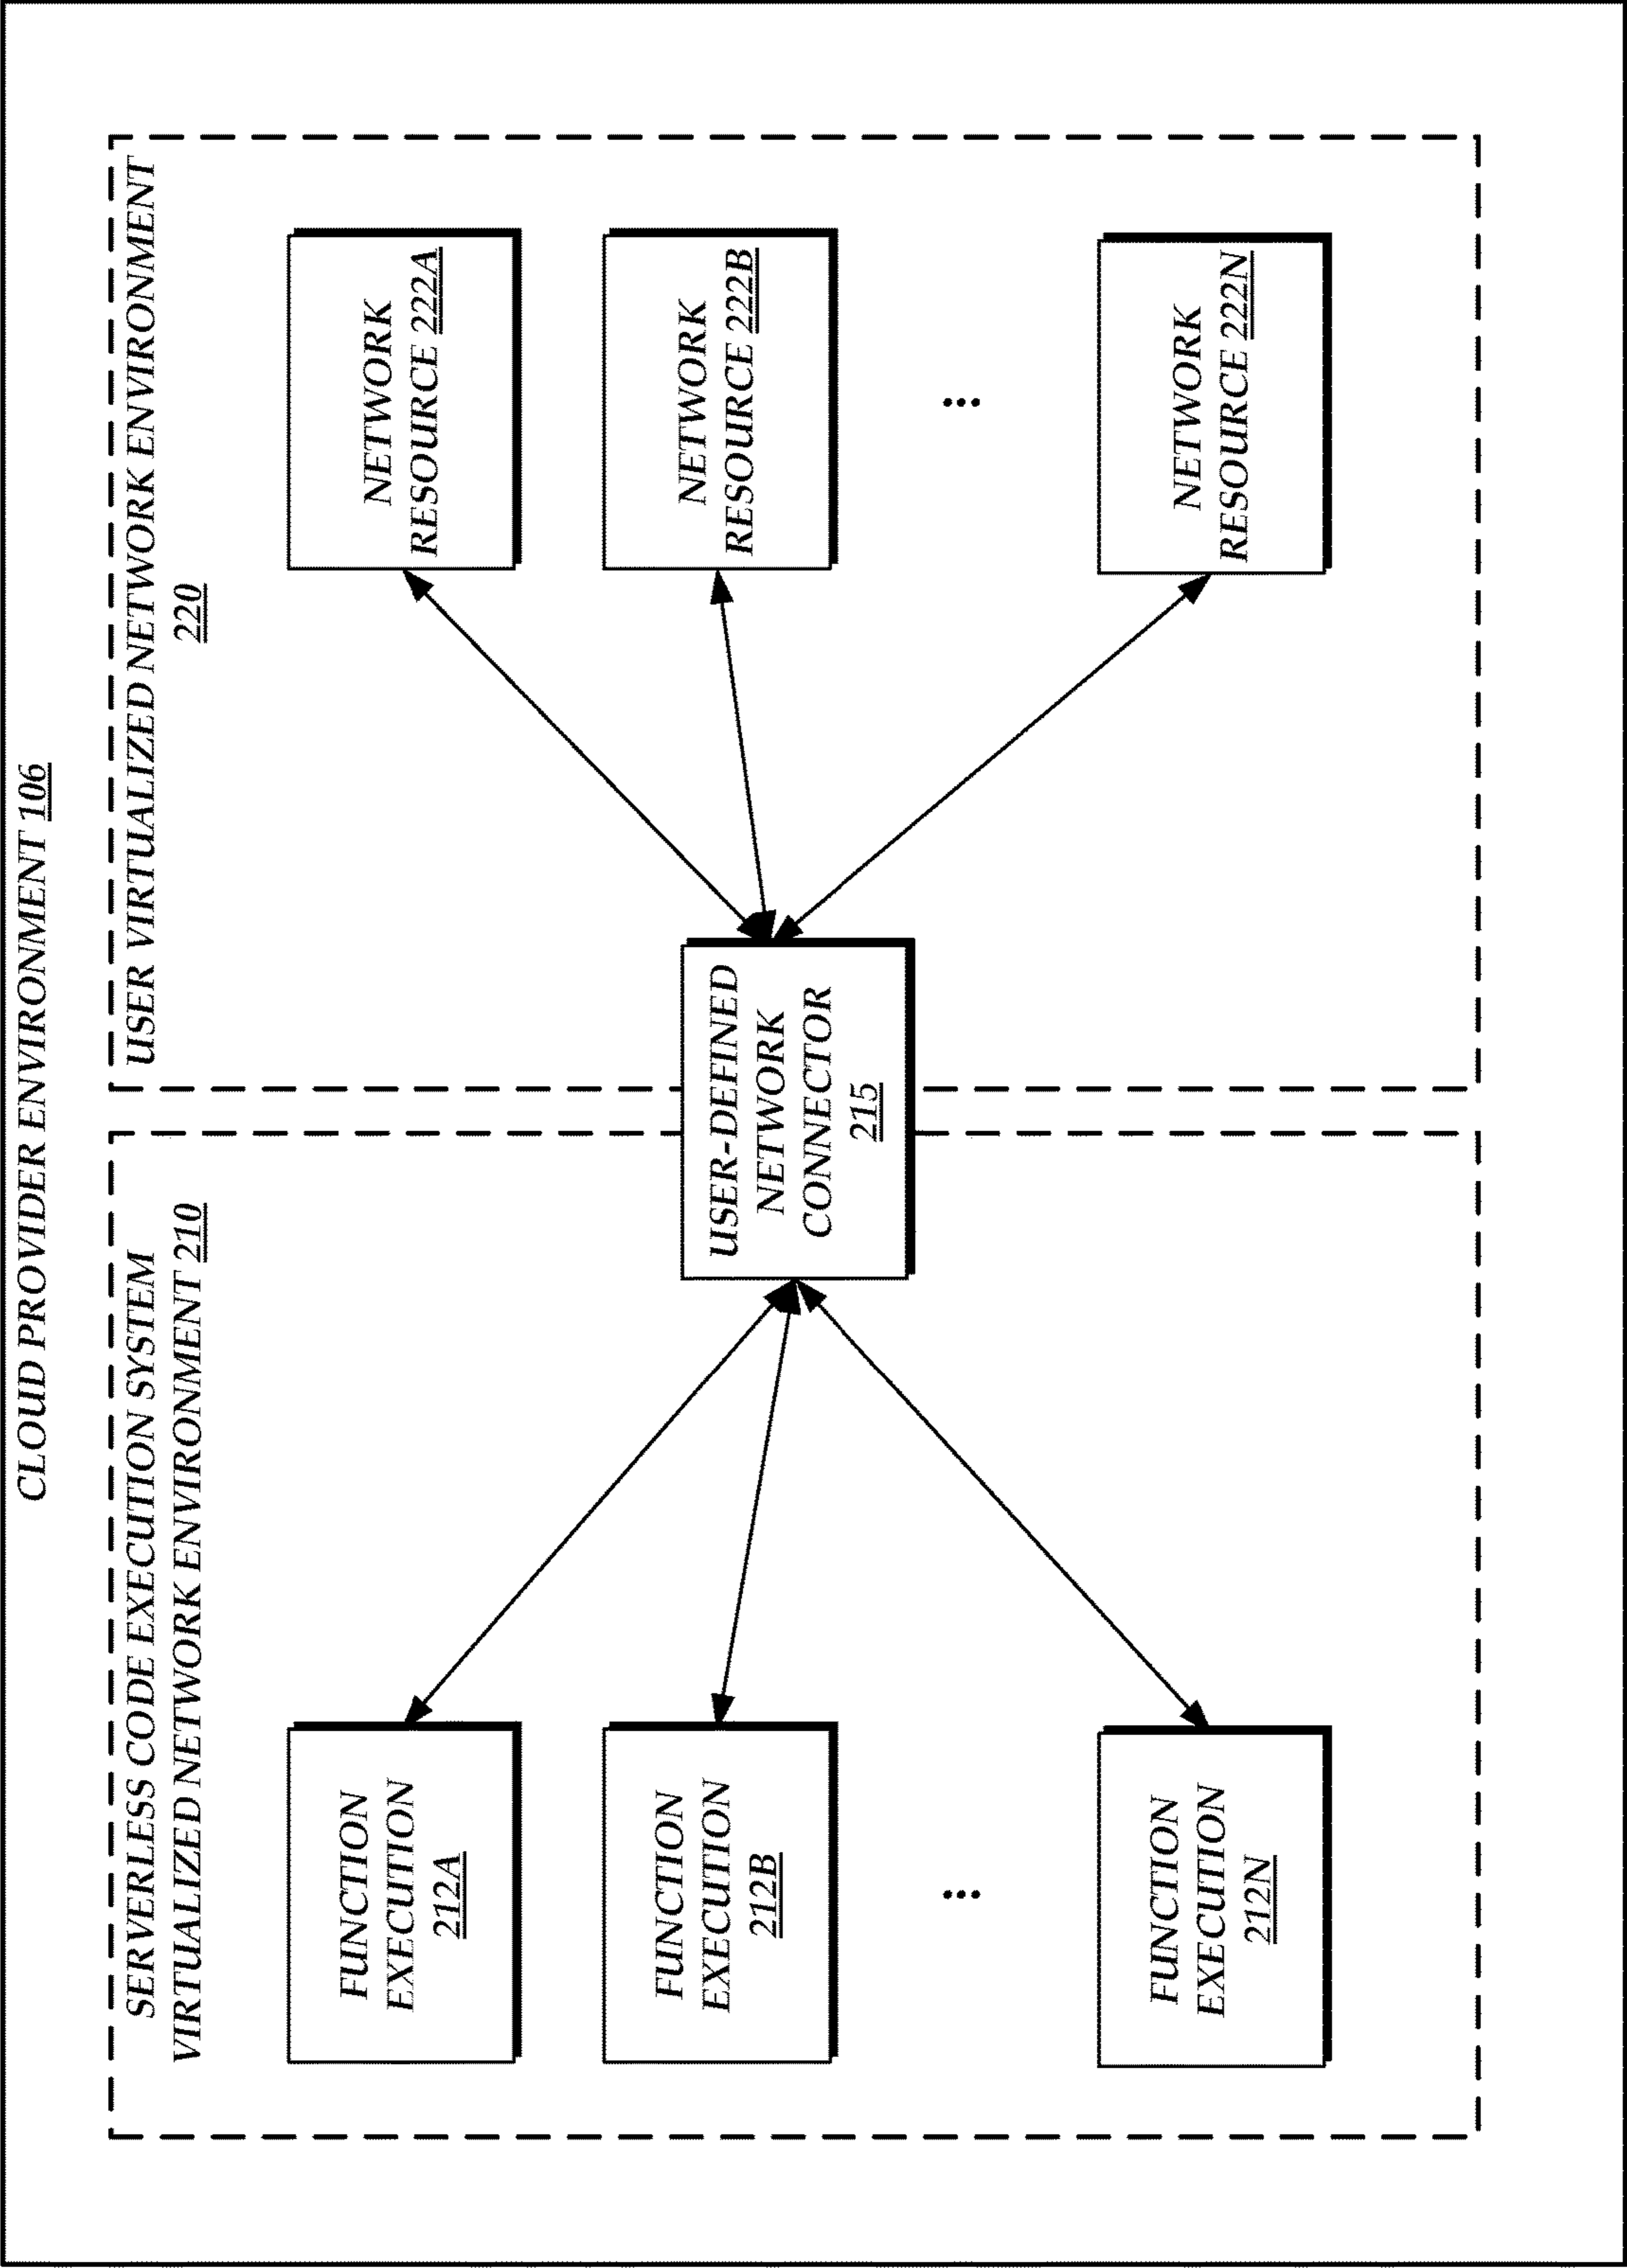 CLOUD PROVIDER ENVIRONMENT 106
SERVERLESS CODE EXECUTION SYSTEM
VIRTUALIZED NETWORK ENVIRONMENT 210
FUNCTION
EXECUTION
212A
FUNCTION
EXECUTION
212B
...
FUNCTION
EXECUTION
212N
USER-DEFINED
NETWORK
CONNECTOR
215
USER VIRTUALIZED NETWORK ENVIRONMENT
220
NETWORK
RESOURCE 222A
NETWORK
RESOURCE 222B
...
NETWORK
RESOURCE 222N